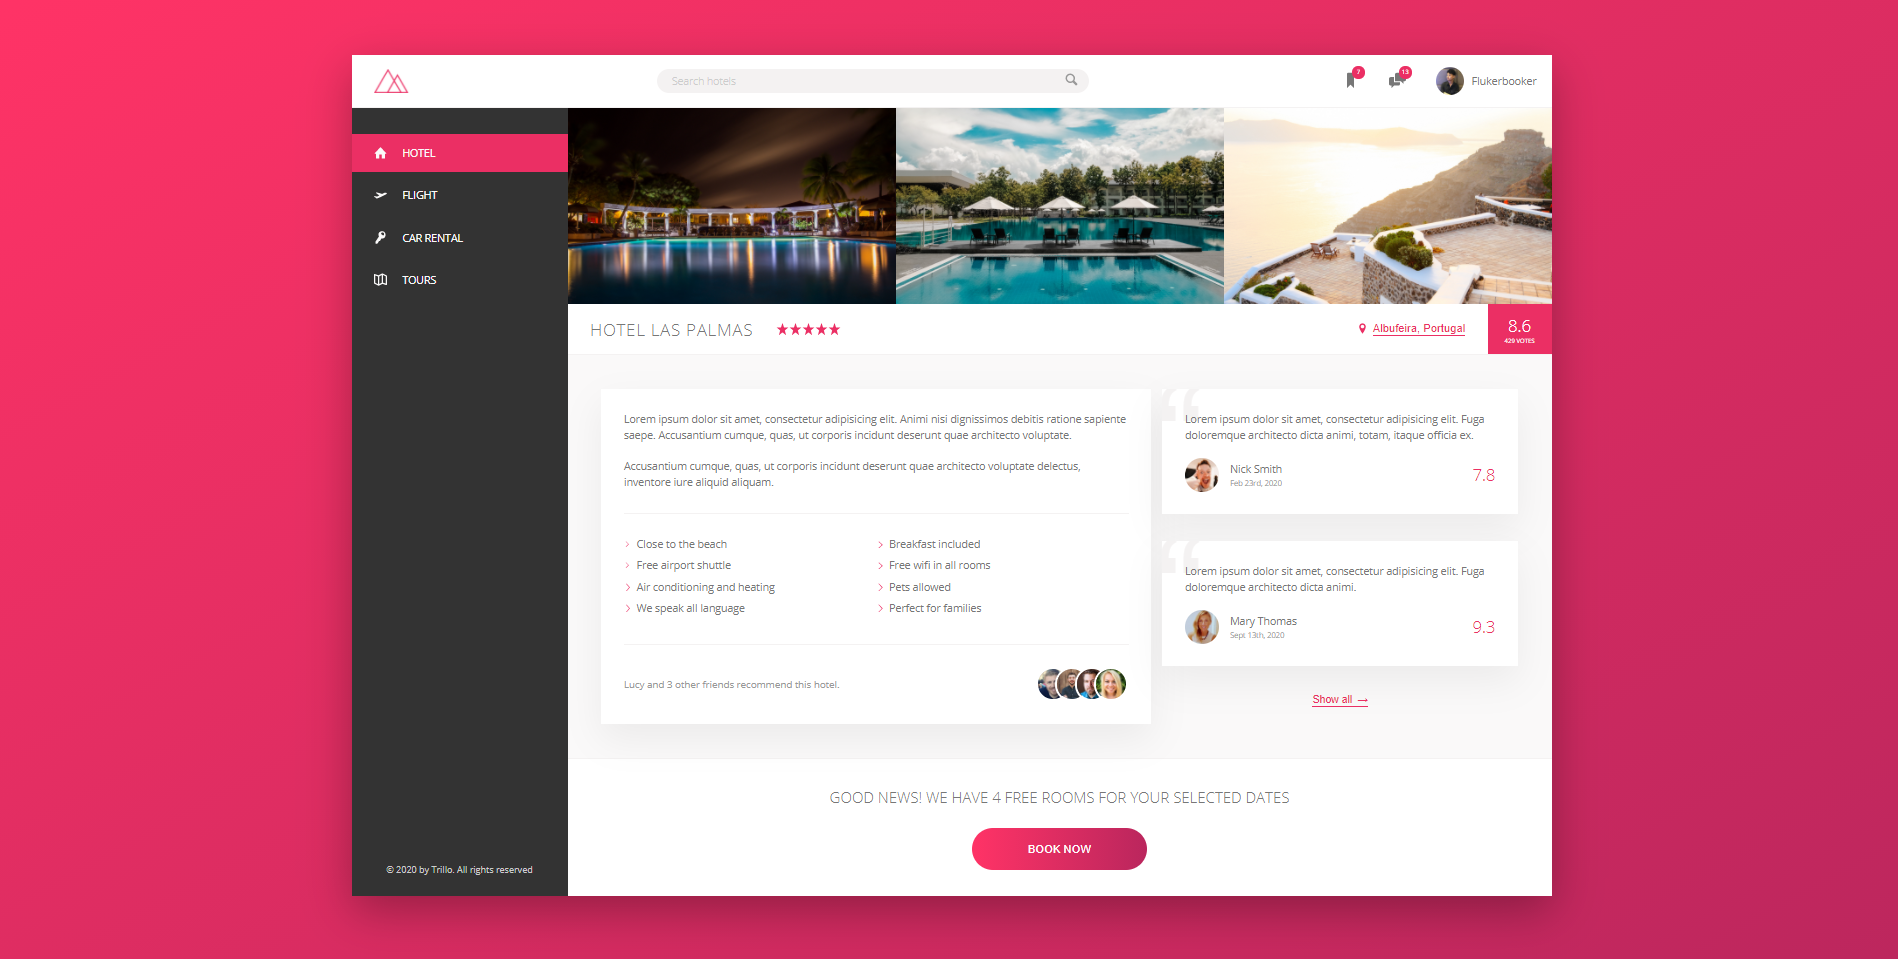 Search hotels
7
13
Flukerbooker
HOTEL
FLIGHT
CAR RENTAL
TOURS
© 2020 by Trillo. All rights reserved
HOTEL LAS PALMAS
Albufeira, Portugal
8.6
429 VOTES
Lorem ipsum dolor sit amet, consectetur adipisicing elit. Animi nisi dignissimos debitis ratione sapiente
saepe. Accusantium cumque, quas, ut corporis incidunt deserunt quae architecto voluptate.
Accusantium cumque, quas, ut corporis incidunt deserunt quae architecto voluptate delectus,
inventore iure aliquid aliquam.
Close to the beach
Free airport shuttle
Air conditioning and heating
We speak all language
Breakfast included
Free wifi in all rooms
Pets allowed
Perfect for families
Lucy and 3 other friends recommend this hotel.
Lorem ipsum dolor sit amet, consectetur adipisicing elit. Fuga
doloremque architecto dicta animi, totam, itaque officia ex.
Nick Smith
Feb 23rd, 2020
7.8
Lorem ipsum dolor sit amet, consectetur adipisicing elit. Fuga
doloremque architecto dicta animi.
Mary Thomas
Sept 13th, 2020
9.3
Show all →
GOOD NEWS! WE HAVE 4 FREE ROOMS FOR YOUR SELECTED DATES
BOOK NOW